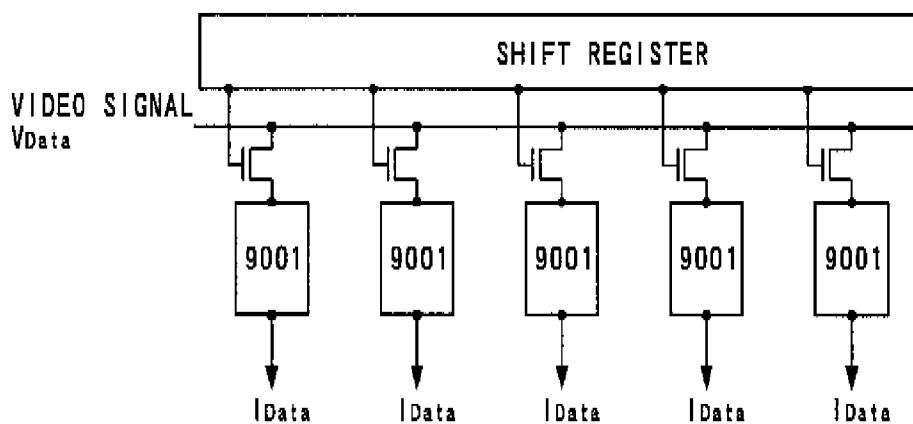 SHIFT REGISTER
VIDEO SIGNAL
VData
9001 9001 9001 9001 9001
IData IData IData IData IData